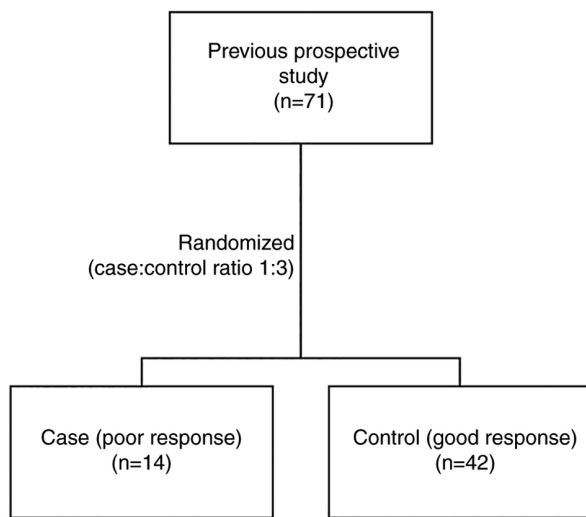 Previous prospective
study
(n=71)
Randomized
(case:control ratio 1:3)
Case (poor response)
(n=14)
Control (good response)
(n=42)